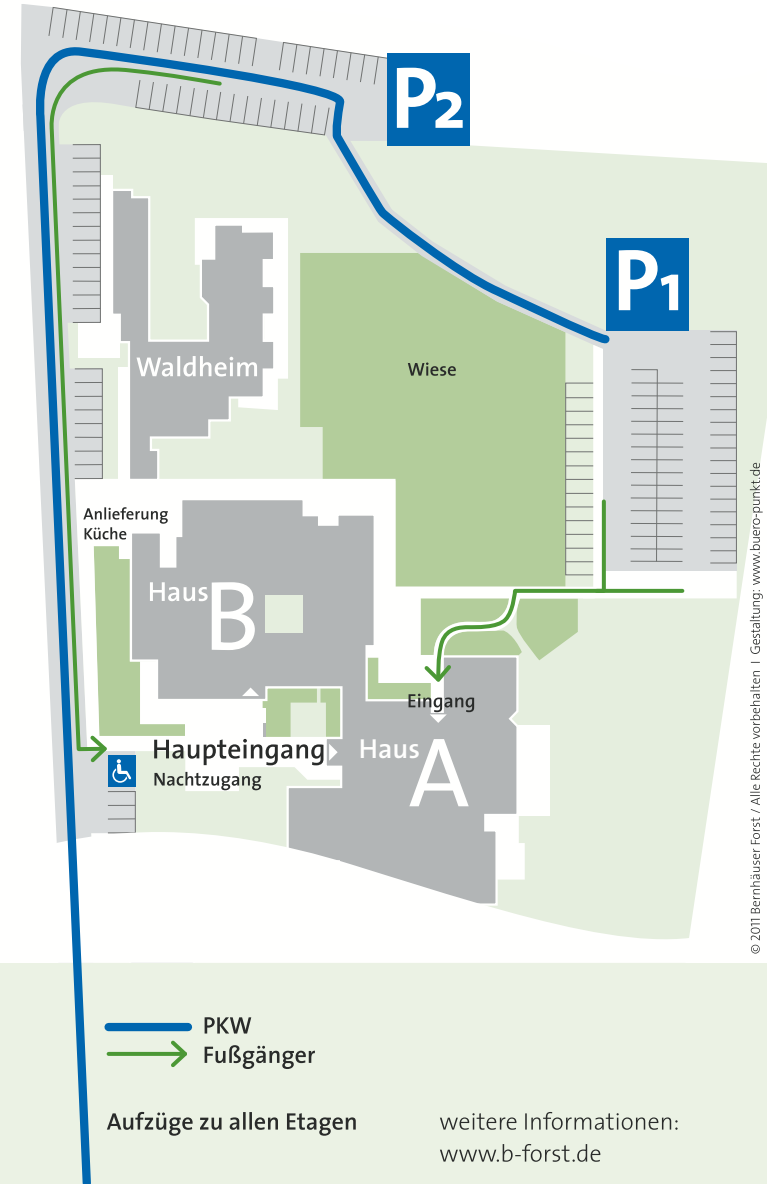 P2
P1
Waldheim
Wiese
Anlieferung
Küche
Haus B
Eingang
Haupteingang
Nachtzugang
Haus A
© 2011 Bernhäuser Forst / Alle Rechte vorbehalten I Gestaltung: www.buero-punkt.de
PKW
Fußgänger
Aufzüge zu allen Etagen
weitere Informationen:
www.b-forst.de